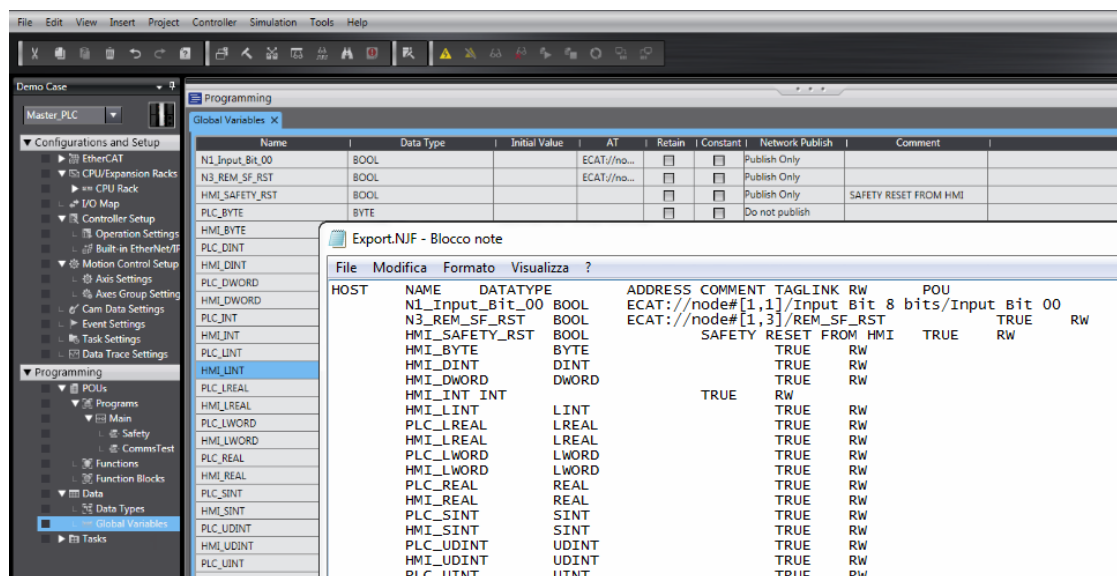 File Edit View Insert Project Controller Simulation Tools Help
Demo Case
Master_PLC
Configurations and Setup
EtherCAT
CPU/Expansion Racks
CPU Rack
I/O Map
Controller Setup
Operation Settings
Built-in EtherNet/IP
Motion Control Setup
Axis Settings
Axes Group Setting
Cam Data Settings
Event Settings
Task Settings
Data Trace Settings
Programming
POUs
Programs
Main
Safety
CommsTest
Functions
Function Blocks
Data
Data Types
Global Variables
Tasks
Programming
Global Variables X
Name Data Type Initial Value AT Retain Constant Network Publish Comment
N1_Input_Bit_00 BOOL ECAT://no... Publish Only
N3_REM_SF_RST BOOL ECAT://no... Publish Only
HMI_SAFETY_RST BOOL Publish Only SAFETY RESET FROM HMI
PLC_BYTE BYTE Do not publish
HMI_BYTE
PLC_DINT
HMI_DINT
PLC_DWORD
HMI_DWORD
PLC_INT
HMI_INT
PLC_LINT
HMI_LINT
PLC_LREAL
HMI_LREAL
PLC_LWORD
HMI_LWORD
PLC_REAL
HMI_REAL
PLC_SINT
HMI_SINT
PLC_UDINT
HMI_UDINT
PLC_UINT
Export.NJF - Blocco note
File Modifica Formato Visualizza ?
HOST NAME DATATYPE ADDRESS COMMENT TAGLINK RW POU
N1_Input_Bit_00 BOOL ECAT://node#[1,1]/Input Bit 8 bits/Input Bit 00
N3_REM_SF_RST BOOL ECAT://node#[1,3]/REM_SF_RST TRUE RW
HMI_SAFETY_RST BOOL SAFETY RESET FROM HMI TRUE RW
HMI_BYTE BYTE TRUE RW
HMI_DINT DINT TRUE RW
HMI_DWORD DWORD TRUE RW
HMI_INT INT TRUE RW
HMI_LINT LINT TRUE RW
PLC_LREAL LREAL TRUE RW
HMI_LREAL LREAL TRUE RW
PLC_LWORD LWORD TRUE RW
HMI_LWORD LWORD TRUE RW
PLC_REAL REAL TRUE RW
HMI_REAL REAL TRUE RW
PLC_SINT SINT TRUE RW
HMI_SINT SINT TRUE RW
PLC_UDINT UDINT TRUE RW
HMI_UDINT UDINT TRUE RW
PLC_UINT UINT TRUE RW